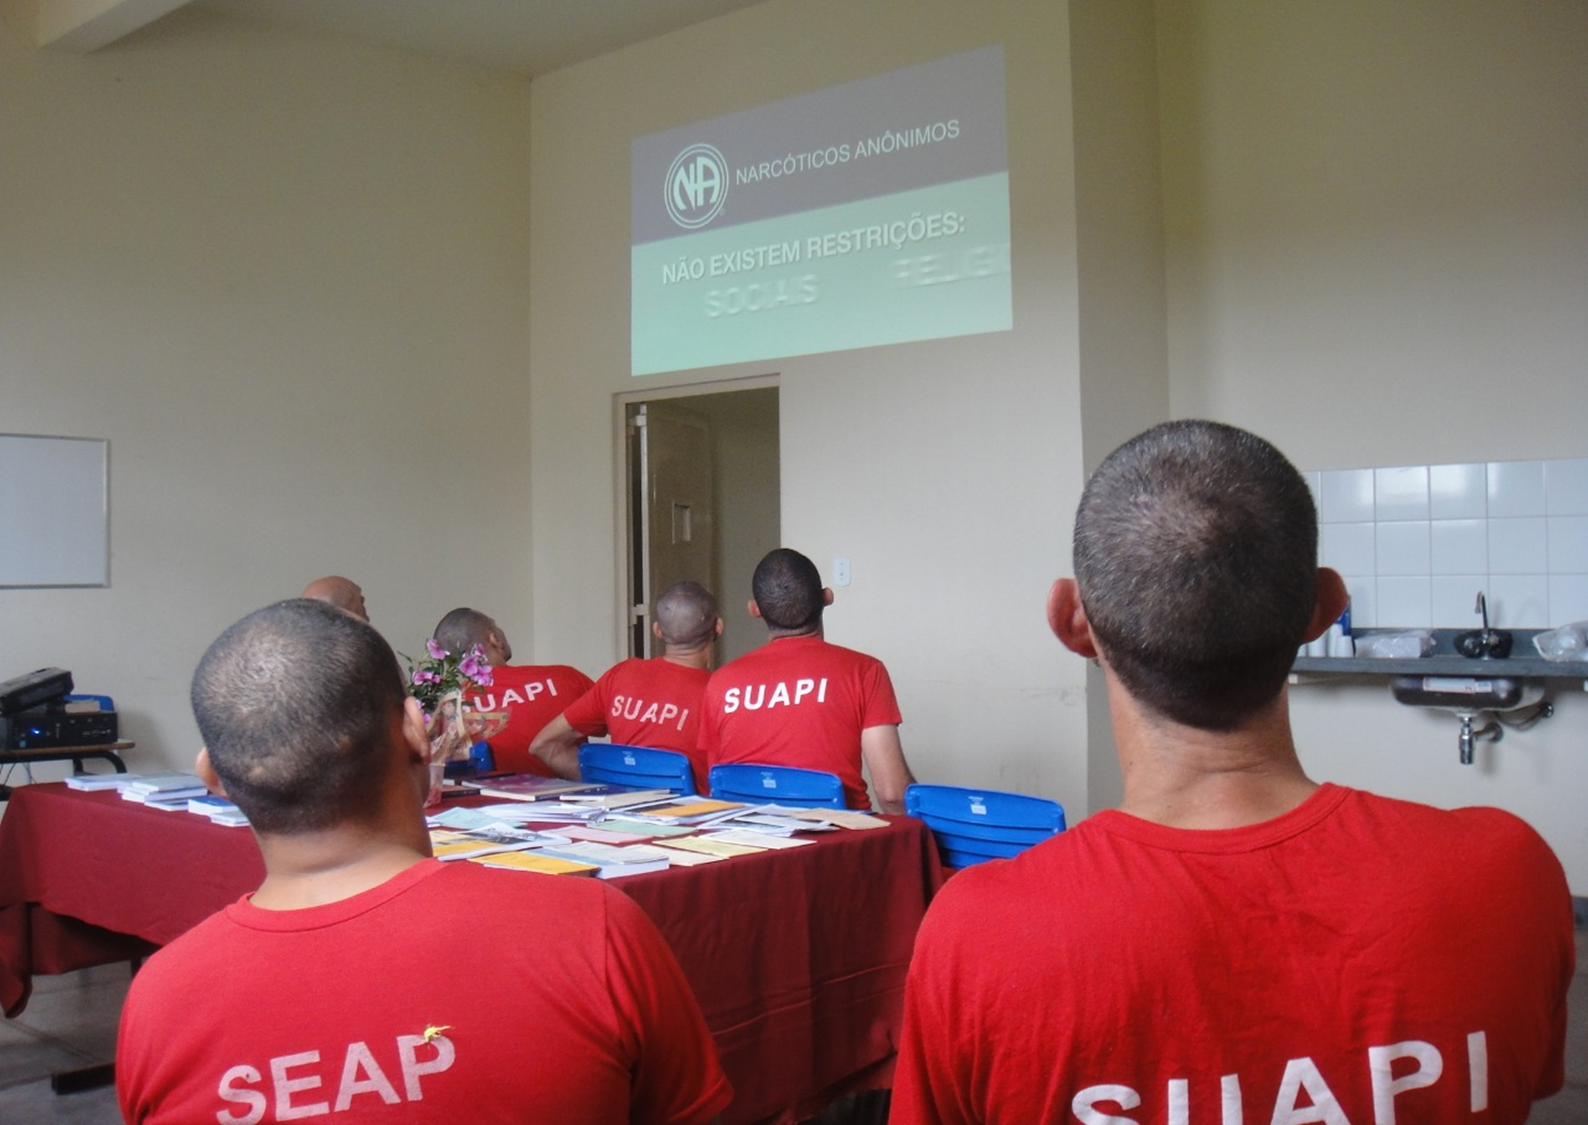 NA
NARCÓTICOS ANÔNIMOS
NÃO EXISTEM RESTRIÇÕES:
SOCIAIS
SUAPI
SUAPI
SUAPI
SEAP
SUAPI